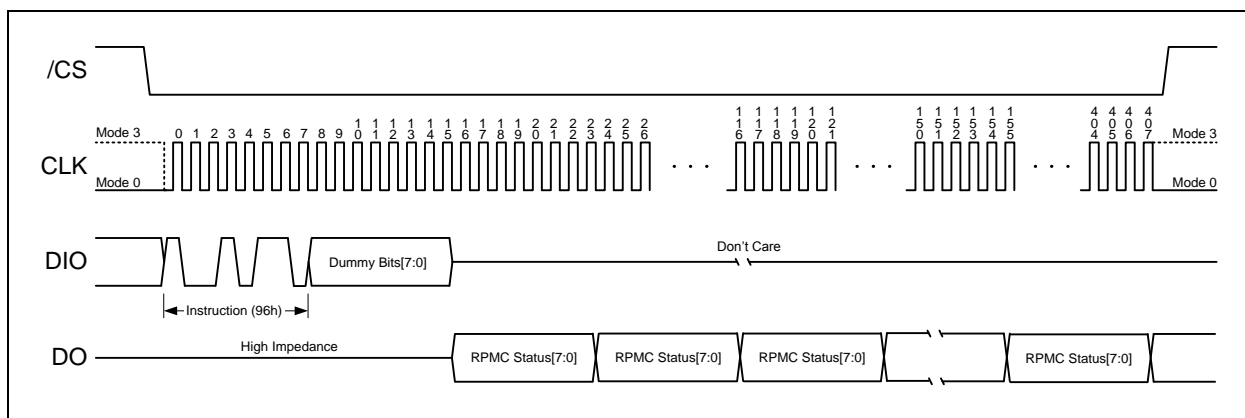 /CS
Mode 3
0 1 2 3 4 5 6 7 8 9 10 11 12 13 14 15 16 17 18 19 20 21 22 23 24 25 26
116 117 118 119 120 121
150 151 152 153 154 155
404 405 406 407
Mode 3
CLK
. . .
. . .
. . .
Mode 0
Mode 0
DIO
Dummy Bits[7:0]
Don't Care
Instruction (96h)
DO
High Impedance
RPMC Status[7:0]
RPMC Status[7:0]
RPMC Status[7:0]
RPMC Status[7:0]